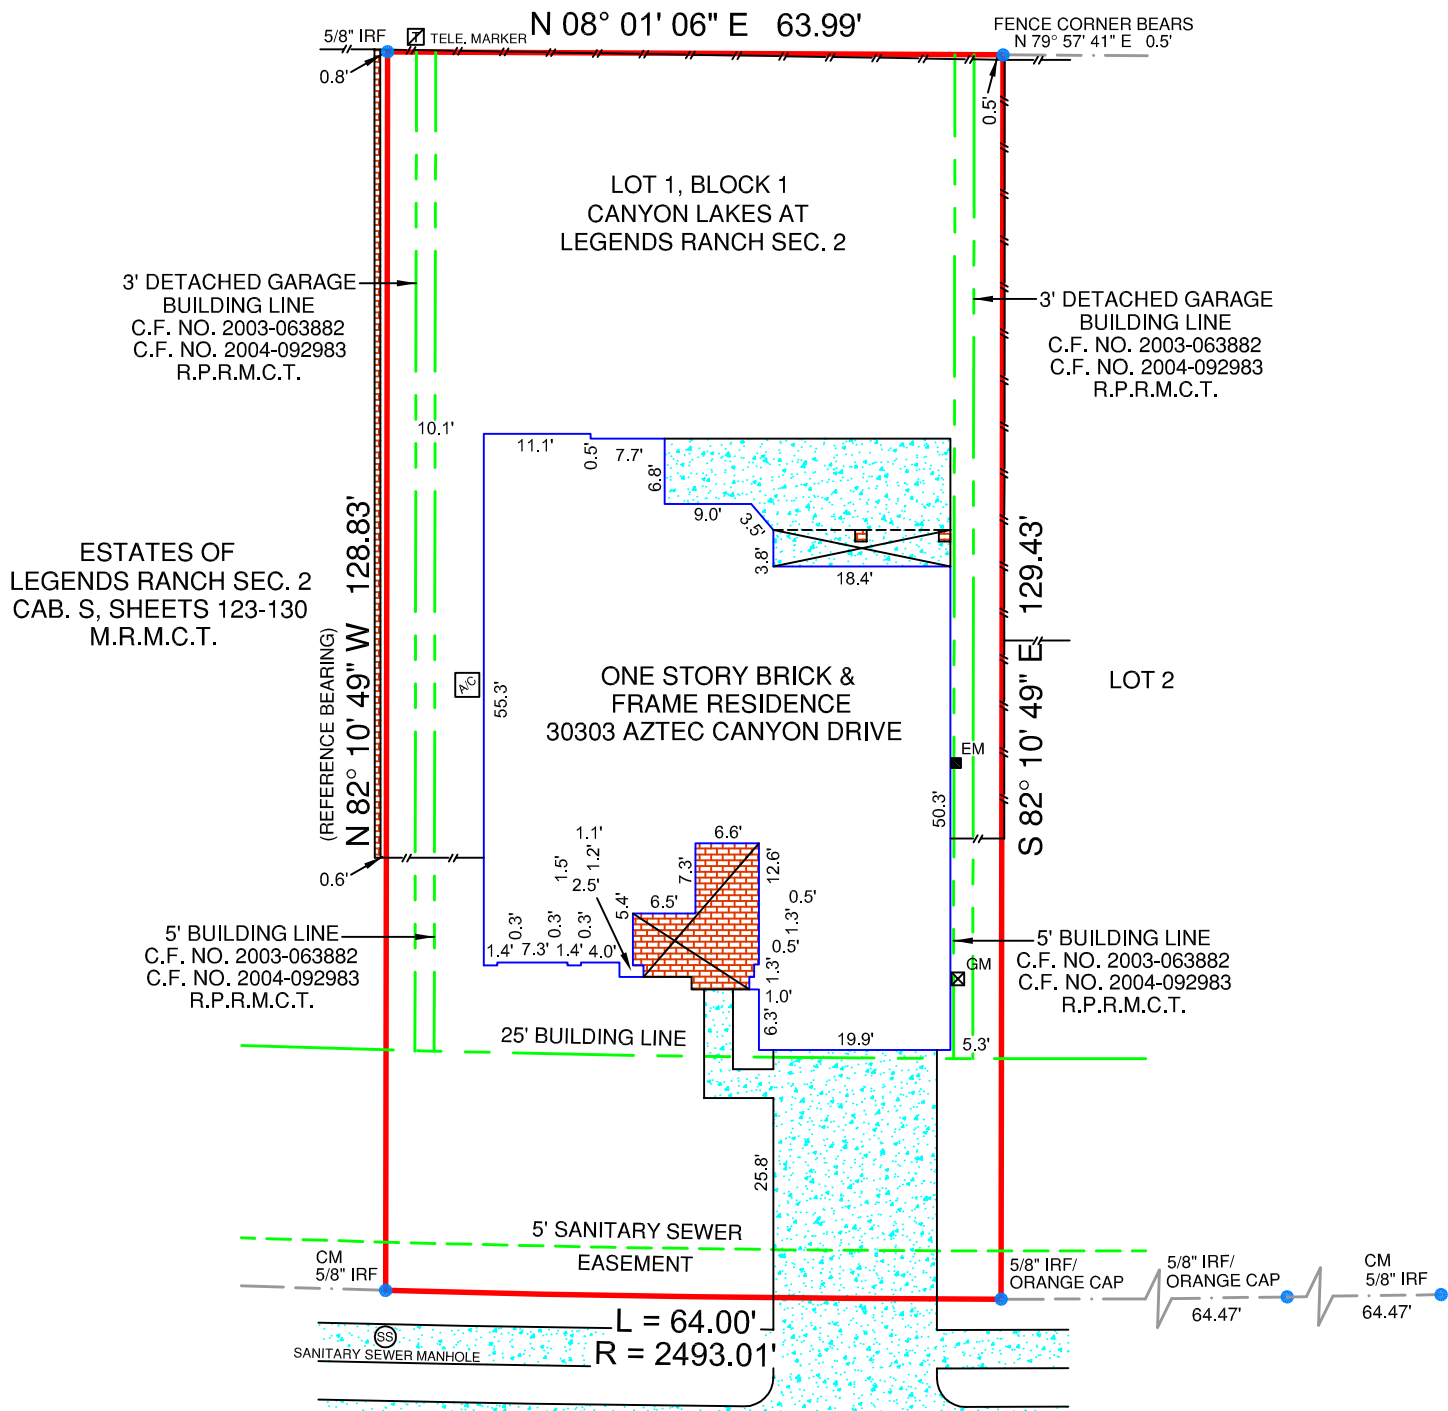 N 08° 01' 06" E 63.99'
5/8" IRF
T
TELE. MARKER
FENCE CORNER BEARS
N 79° 57' 41" E 0.5'
0.8'
0.5'
LOT 1, BLOCK 1
CANYON LAKES AT
LEGENDS RANCH SEC. 2
3' DETACHED GARAGE
BUILDING LINE
C.F. NO. 2003-063882
C.F. NO. 2004-092983
R.P.R.M.C.T.
3' DETACHED GARAGE
BUILDING LINE
C.F. NO. 2003-063882
C.F. NO. 2004-092983
R.P.R.M.C.T.
10.1'
11.1'
0.5'
7.7'
6.8'
9.0'
3.5'
3.8'
18.4'
ESTATES OF
LEGENDS RANCH SEC. 2
CAB. S, SHEETS 123-130
M.R.M.C.T.
(REFERENCE BEARING)
N 82° 10' 49" W 128.83'
S 82° 10' 49" E 129.43'
A/C
55.3'
ONE STORY BRICK &
FRAME RESIDENCE
30303 AZTEC CANYON DRIVE
LOT 2
EM
50.3'
0.6'
1.1'
1.5'
1.2'
2.5'
6.6'
7.3'
12.6'
5.4'
6.5'
0.5'
1.3'
0.5'
1.3'
1.0'
6.3'
0.3'
0.3'
0.3'
1.4'
7.3'
1.4'
4.0'
5' BUILDING LINE
C.F. NO. 2003-063882
C.F. NO. 2004-092983
R.P.R.M.C.T.
5' BUILDING LINE
C.F. NO. 2003-063882
C.F. NO. 2004-092983
R.P.R.M.C.T.
GM
25' BUILDING LINE
19.9'
5.3'
25.8'
5' SANITARY SEWER
EASEMENT
CM
5/8" IRF
5/8" IRF/
ORANGE CAP
5/8" IRF/
ORANGE CAP
64.47'
CM
5/8" IRF
64.47'
L = 64.00'
R = 2493.01'
SS
SANITARY SEWER MANHOLE